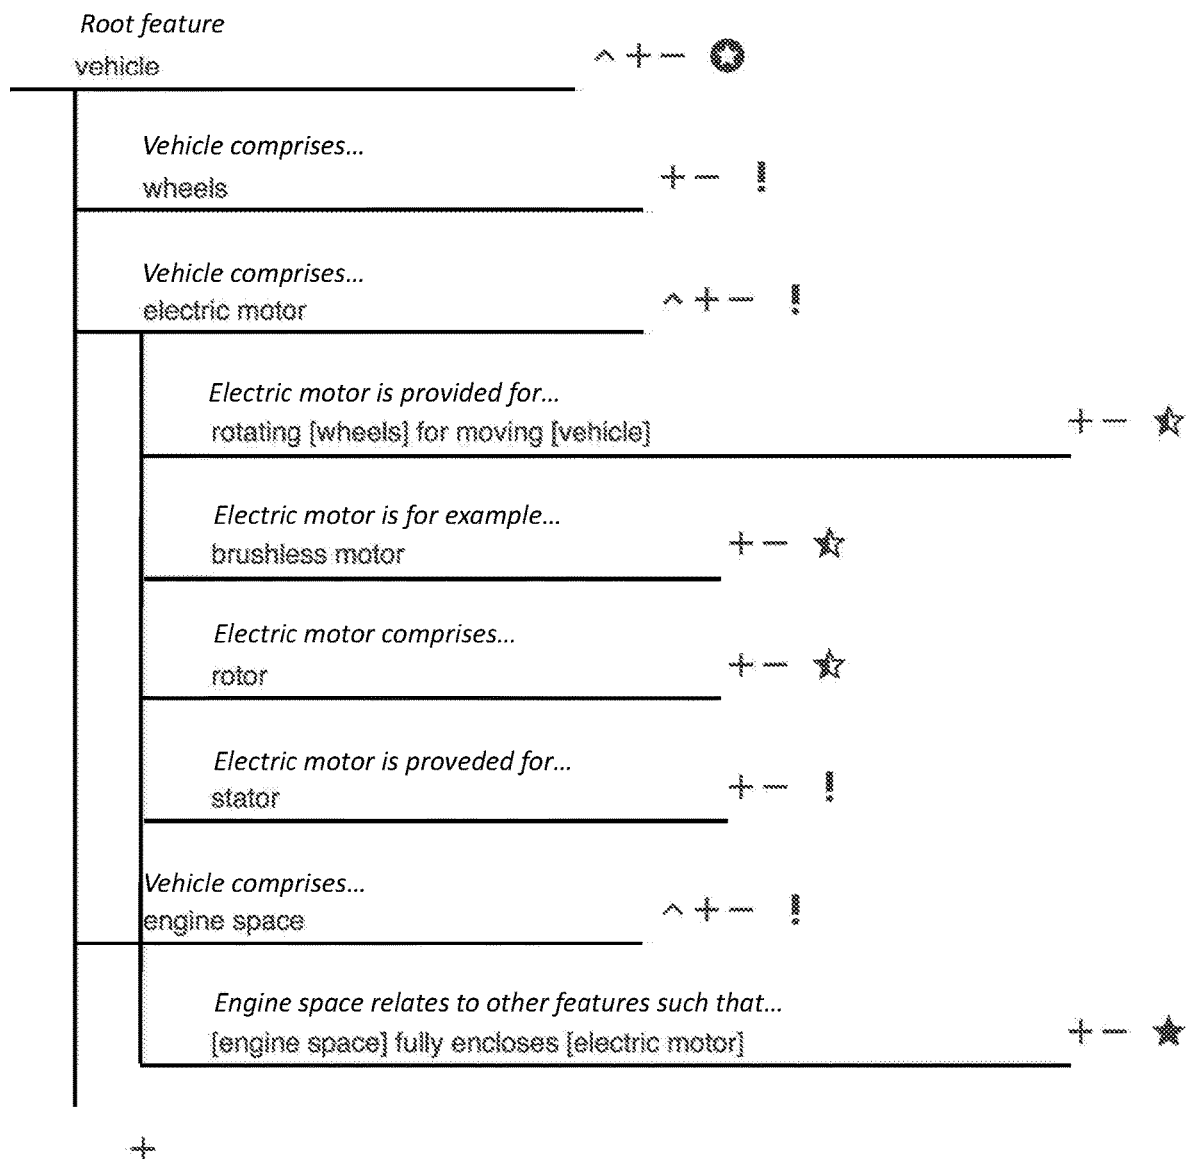 Root feature
vehicle ^ + −
Vehicle comprises...
wheels + − !
Vehicle comprises...
electric motor ^ + − !
Electric motor is provided for...
rotating [wheels] for moving [vehicle] + −
Electric motor is for example...
brushless motor + −
Electric motor comprises...
rotor + −
Electric motor is proveded for...
stator + − !
Vehicle comprises...
engine space ^ + − !
Engine space relates to other features such that...
[engine space] fully encloses [electric motor] + − ★
+